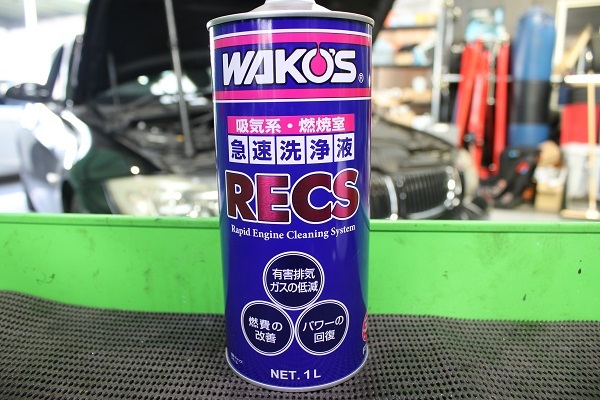 WAKO'S®
吸気系・燃焼室
急速洗浄液
RECS
Rapid Engine Cleaning System
有害排気
ガスの低減
燃費の
改善
パワーの
回復
NET. 1L